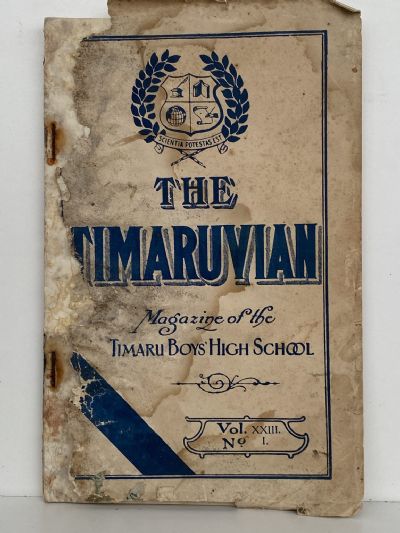 SCIENTIA POTESTAS EST
THE
TIMARUVIAN
Magazine of the
TIMARU BOYS' HIGH SCHOOL
Vol. XXIII.
No. 1.